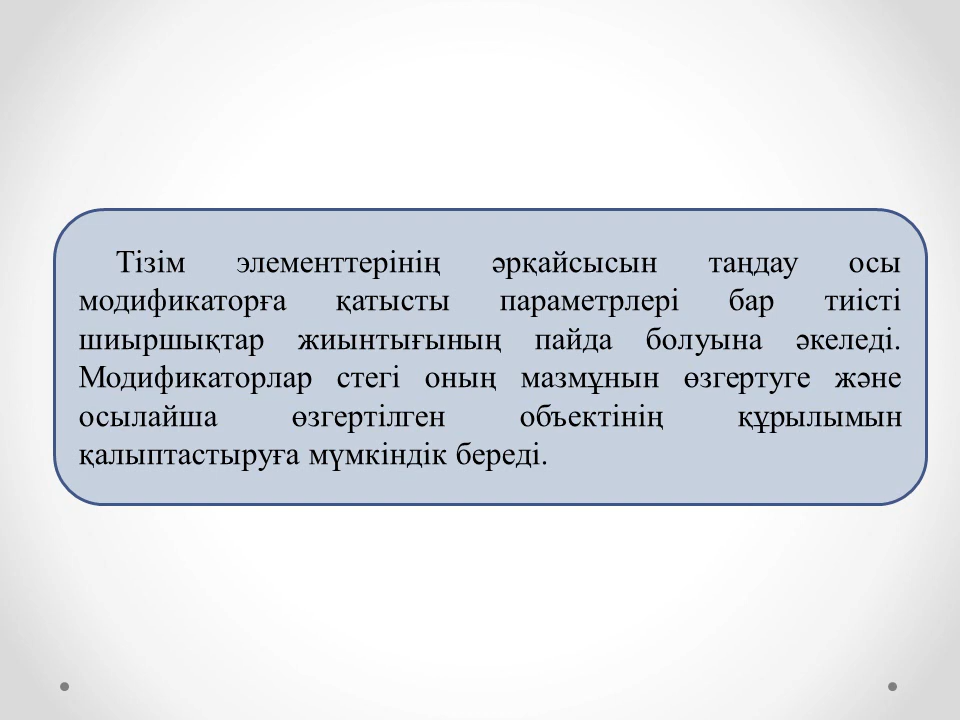 Тізім элементтерінің әрқайсысын таңдау осы
модификаторға қатысты параметрлері бар тиісті
шиыршықтар жиынтығының пайда болуына әкеледі.
Модификаторлар стегі оның мазмұнын өзгертуге және
осылайша өзгертілген объектінің құрылымын
қалыптастыруға мүмкіндік береді.